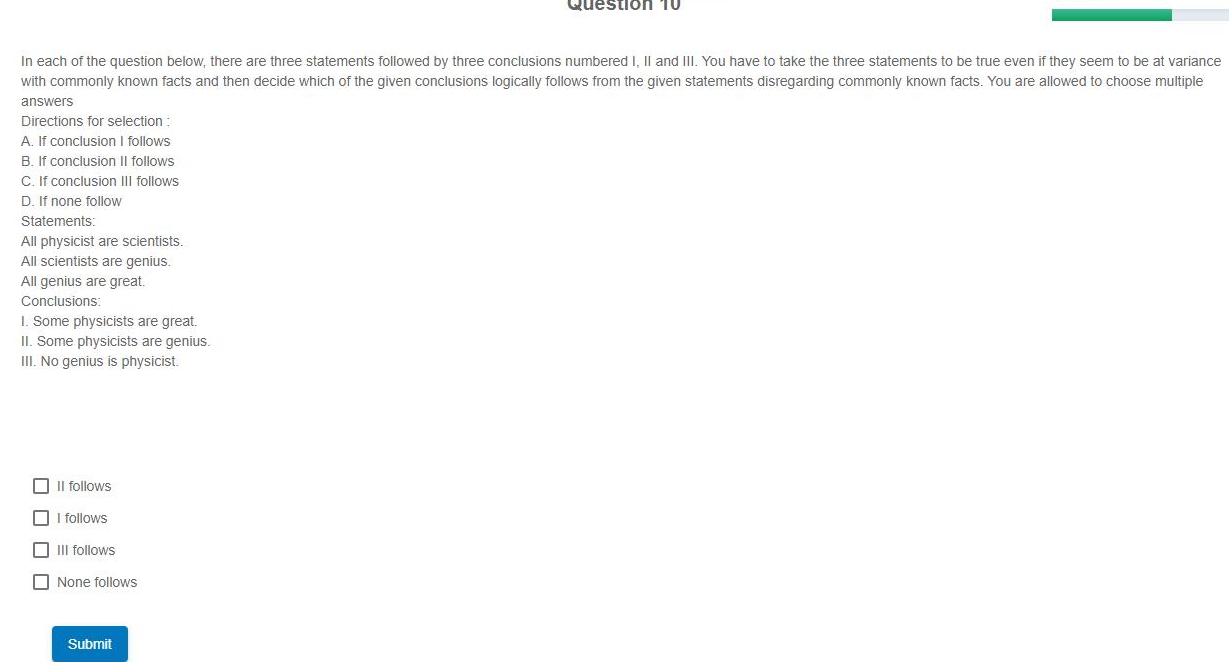 Question 10
In each of the question below, there are three statements followed by three conclusions numbered I, II and III. You have to take the three statements to be true even if they seem to be at variance
with commonly known facts and then decide which of the given conclusions logically follows from the given statements disregarding commonly known facts. You are allowed to choose multiple
answers
Directions for selection :
A. If conclusion I follows
B. If conclusion II follows
C. If conclusion III follows
D. If none follow
Statements:
All physicist are scientists.
All scientists are genius.
All genius are great.
Conclusions:
I. Some physicists are great.
II. Some physicists are genius.
III. No genius is physicist.
II follows
I follows
III follows
None follows
Submit